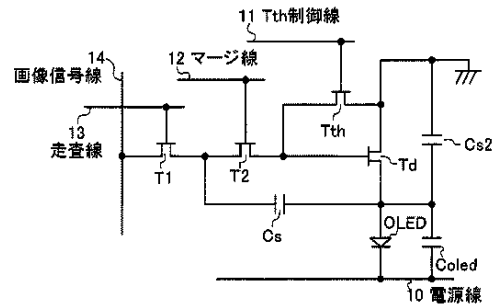 11 Tth制御線
14
12 マージ線
画像信号線
13
走査線
T1
T2
Tth
Td
Cs2
Cs
OLED
Coled
10 電源線